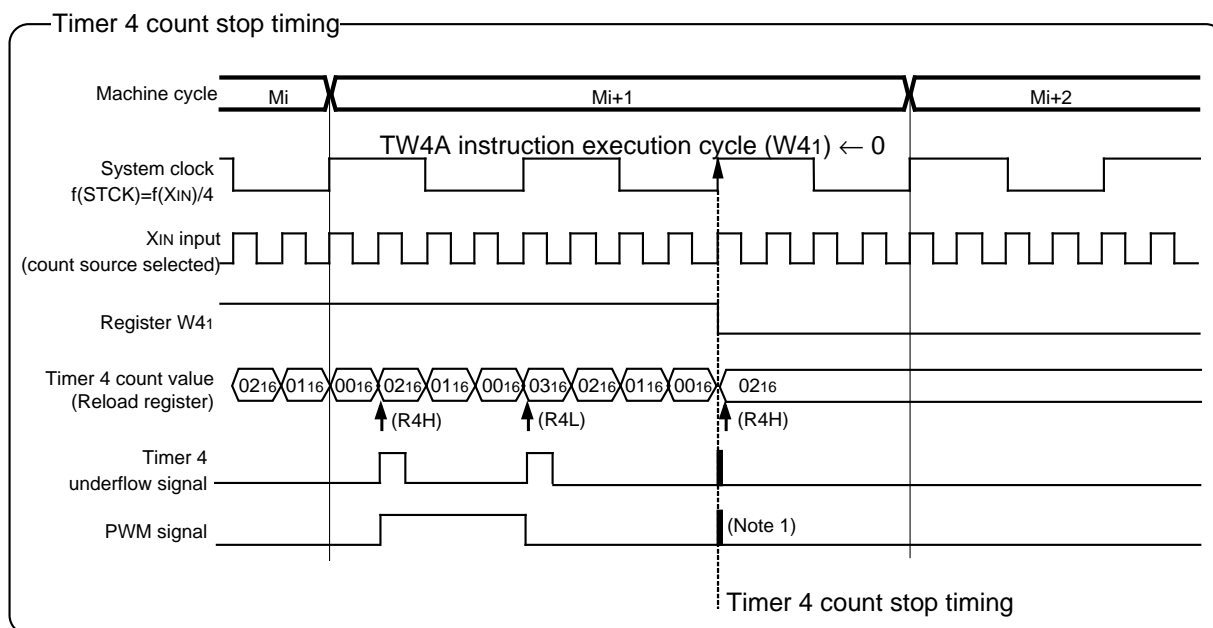 Timer 4 count stop timing
Machine cycle
Mi
Mi+1
Mi+2
TW4A instruction execution cycle (W41) ← 0
System clock
f(STCK)=f(XIN)/4
XIN input
(count source selected)
Register W41
Timer 4 count value
(Reload register)
0216 0116 0016 0216 0116 0016 0316 0216 0116 0016 0216
(R4H) (R4L) (R4H)
Timer 4
underflow signal
PWM signal
(Note 1)
Timer 4 count stop timing